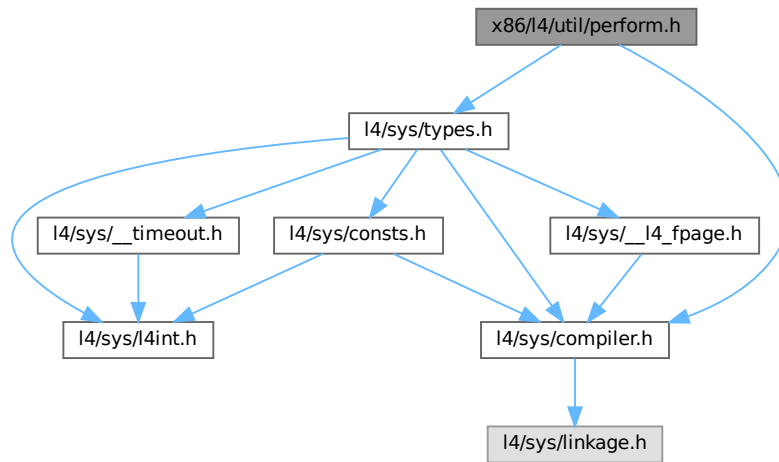 x86/l4/util/perform.h
l4/sys/types.h
l4/sys/__timeout.h
l4/sys/consts.h
l4/sys/__l4_fpage.h
l4/sys/l4int.h
l4/sys/compiler.h
l4/sys/linkage.h